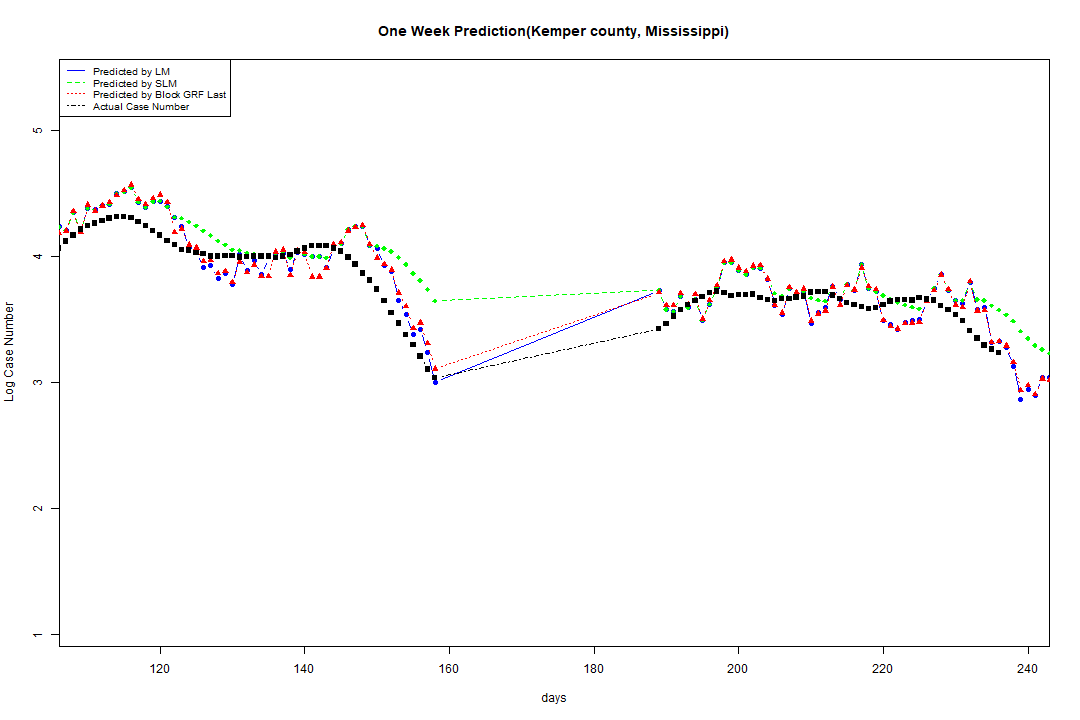 One Week Prediction(Kemper county, Mississippi)
Predicted by LM
Predicted by SLM
Predicted by Block GRF Last
Actual Case Number
5
4
3
2
1
Log Case Number
120 140 160 180 200 220 240
days